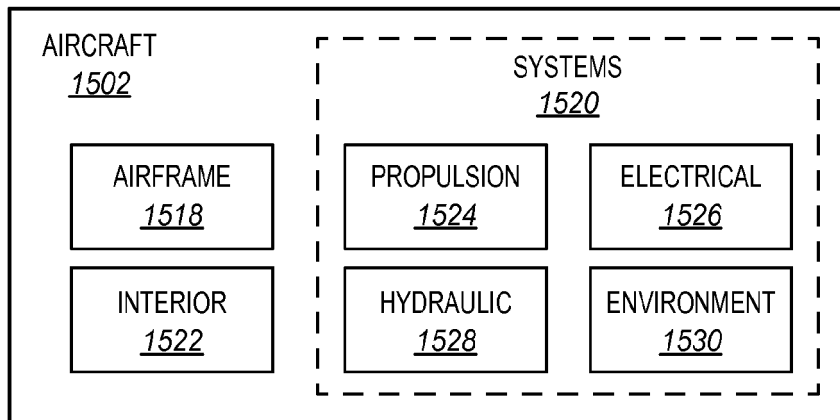 AIRCRAFT
1502
SYSTEMS
1520
AIRFRAME
1518
PROPULSION
1524
ELECTRICAL
1526
INTERIOR
1522
HYDRAULIC
1528
ENVIRONMENT
1530